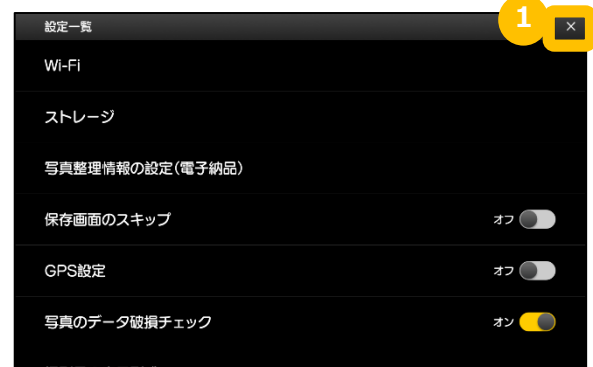 設定一覧
1
×
Wi-Fi
ストレージ
写真整理情報の設定(電子納品)
保存画面のスキップ オフ
GPS設定 オフ
写真のデータ破損チェック オン